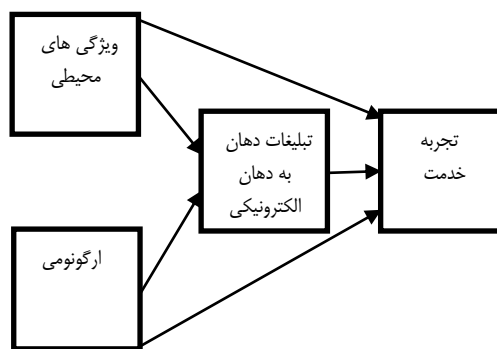 ویژگی های
محیطی
تبلیغات دهان
به دهان
الکترونیکی
تجربه
خدمت
ارگونومی